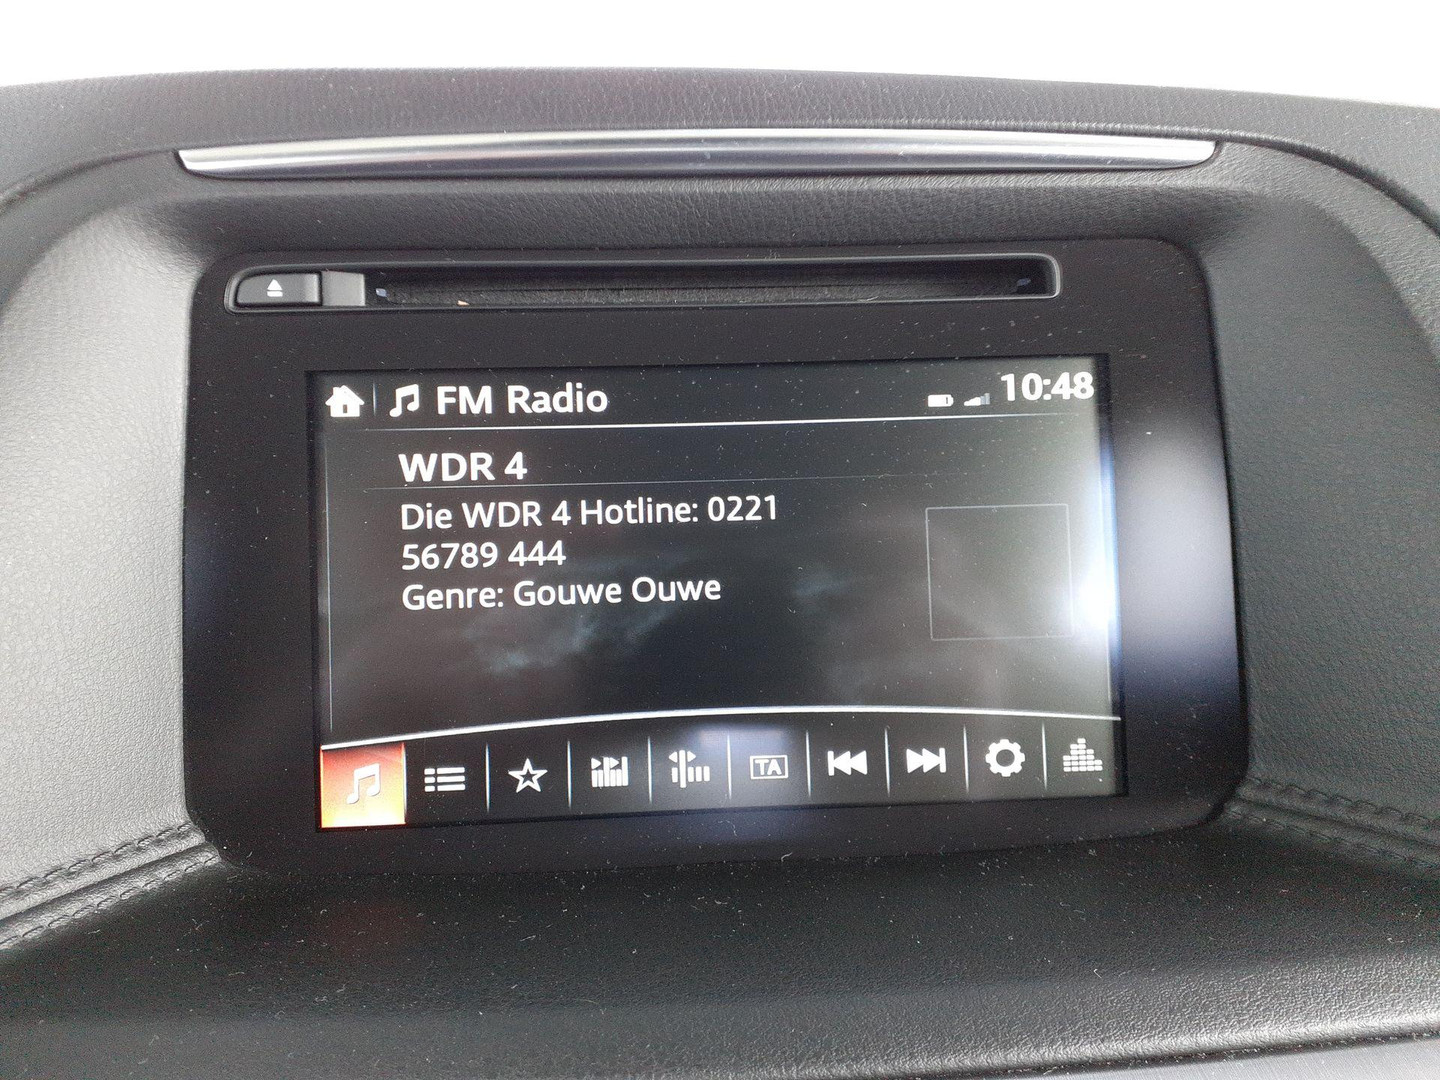 FM Radio
10:48
WDR 4
Die WDR 4 Hotline: 0221
56789 444
Genre: Gouwe Ouwe
TA